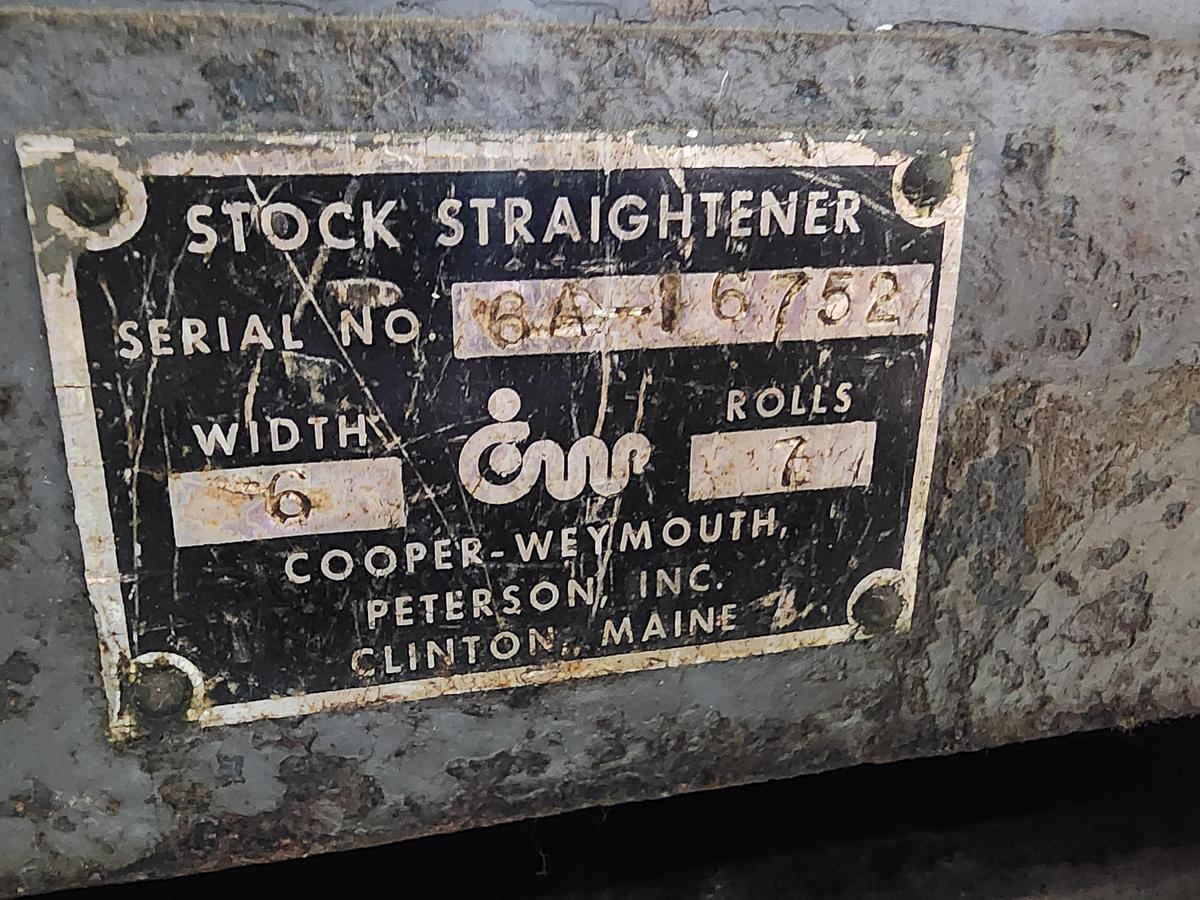 STOCK STRAIGHTENER
SERIAL NO. 6A-16752
WIDTH
6
ROLLS
7
COOPER-WEYMOUTH,
PETERSON, INC.
CLINTON, MAINE